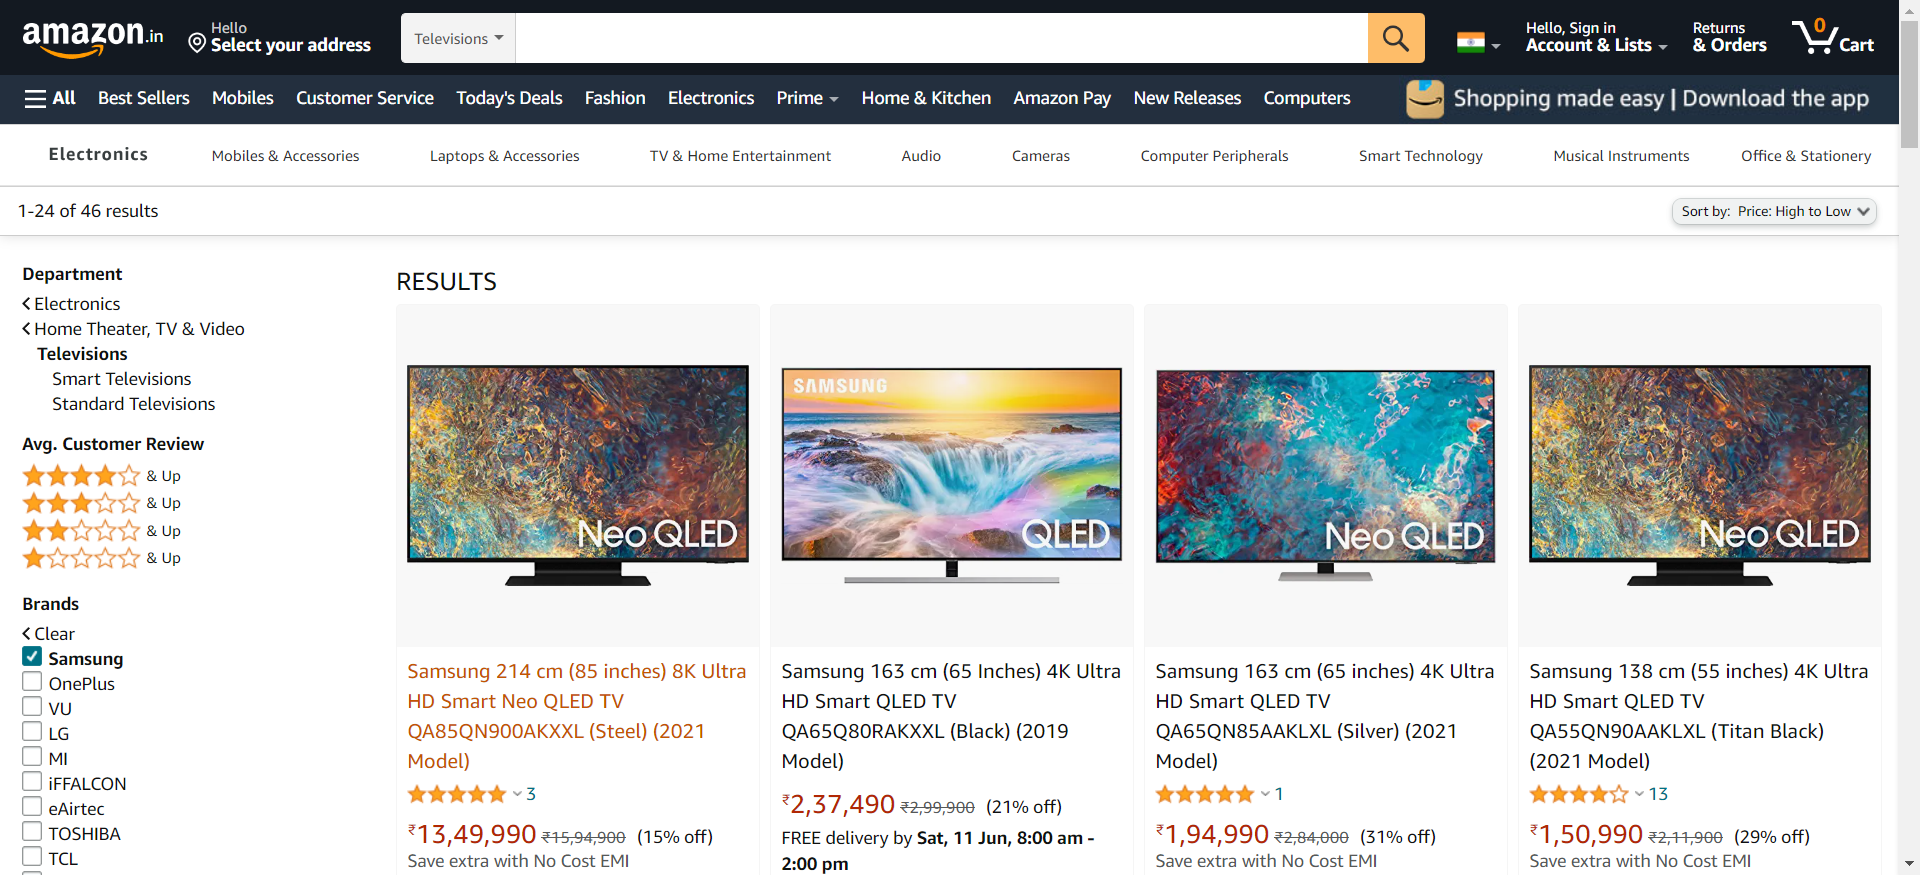 amazon.in
Hello
Select your address
Televisions
Hello, Sign in
Account & Lists
Returns
& Orders
0
Cart
All
Best Sellers
Mobiles
Customer Service
Today's Deals
Fashion
Electronics
Prime
Home & Kitchen
Amazon Pay
New Releases
Computers
Shopping made easy | Download the app
Electronics
Mobiles & Accessories
Laptops & Accessories
TV & Home Entertainment
Audio
Cameras
Computer Peripherals
Smart Technology
Musical Instruments
Office & Stationery
1-24 of 46 results
Sort by: Price: High to Low
Department
Electronics
Home Theater, TV & Video
Televisions
Smart Televisions
Standard Televisions
Avg. Customer Review
& Up
& Up
& Up
& Up
Brands
Clear
Samsung
OnePlus
VU
LG
MI
iFFALCON
eAirtec
TOSHIBA
TCL
RESULTS
Neo QLED
Samsung 214 cm (85 inches) 8K Ultra
HD Smart Neo QLED TV
QA85QN900AKXXL (Steel) (2021
Model)
3
₹13,49,990 ₹15,94,900 (15% off)
Save extra with No Cost EMI
SAMSUNG
QLED
Samsung 163 cm (65 Inches) 4K Ultra
HD Smart QLED TV
QA65Q80RAKXXL (Black) (2019
Model)
₹2,37,490 ₹2,99,900 (21% off)
FREE delivery by Sat, 11 Jun, 8:00 am -
2:00 pm
Neo QLED
Samsung 163 cm (65 inches) 4K Ultra
HD Smart QLED TV
QA65QN85AAKLXL (Silver) (2021
Model)
1
₹1,94,990 ₹2,84,000 (31% off)
Save extra with No Cost EMI
Neo QLED
Samsung 138 cm (55 inches) 4K Ultra
HD Smart QLED TV
QA55QN90AAKLXL (Titan Black)
(2021 Model)
13
₹1,50,990 ₹2,11,900 (29% off)
Save extra with No Cost EMI